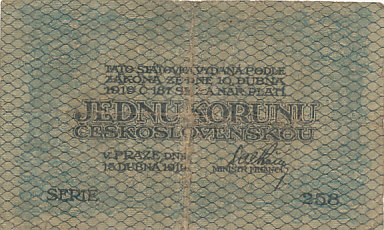 TATO STÁTOVKA VYDANÁ PODLE
ZÁKONA ZE DNE 10. DUBNA
1919 Č. 187 SB. Z. A NAŘ. PLATÍ
JEDNU KORUNU
ČESKOSLOVENSKOU
V PRAZE DNE
15. DUBNA 1919
MINISTR FINANCÍ
SERIE 258